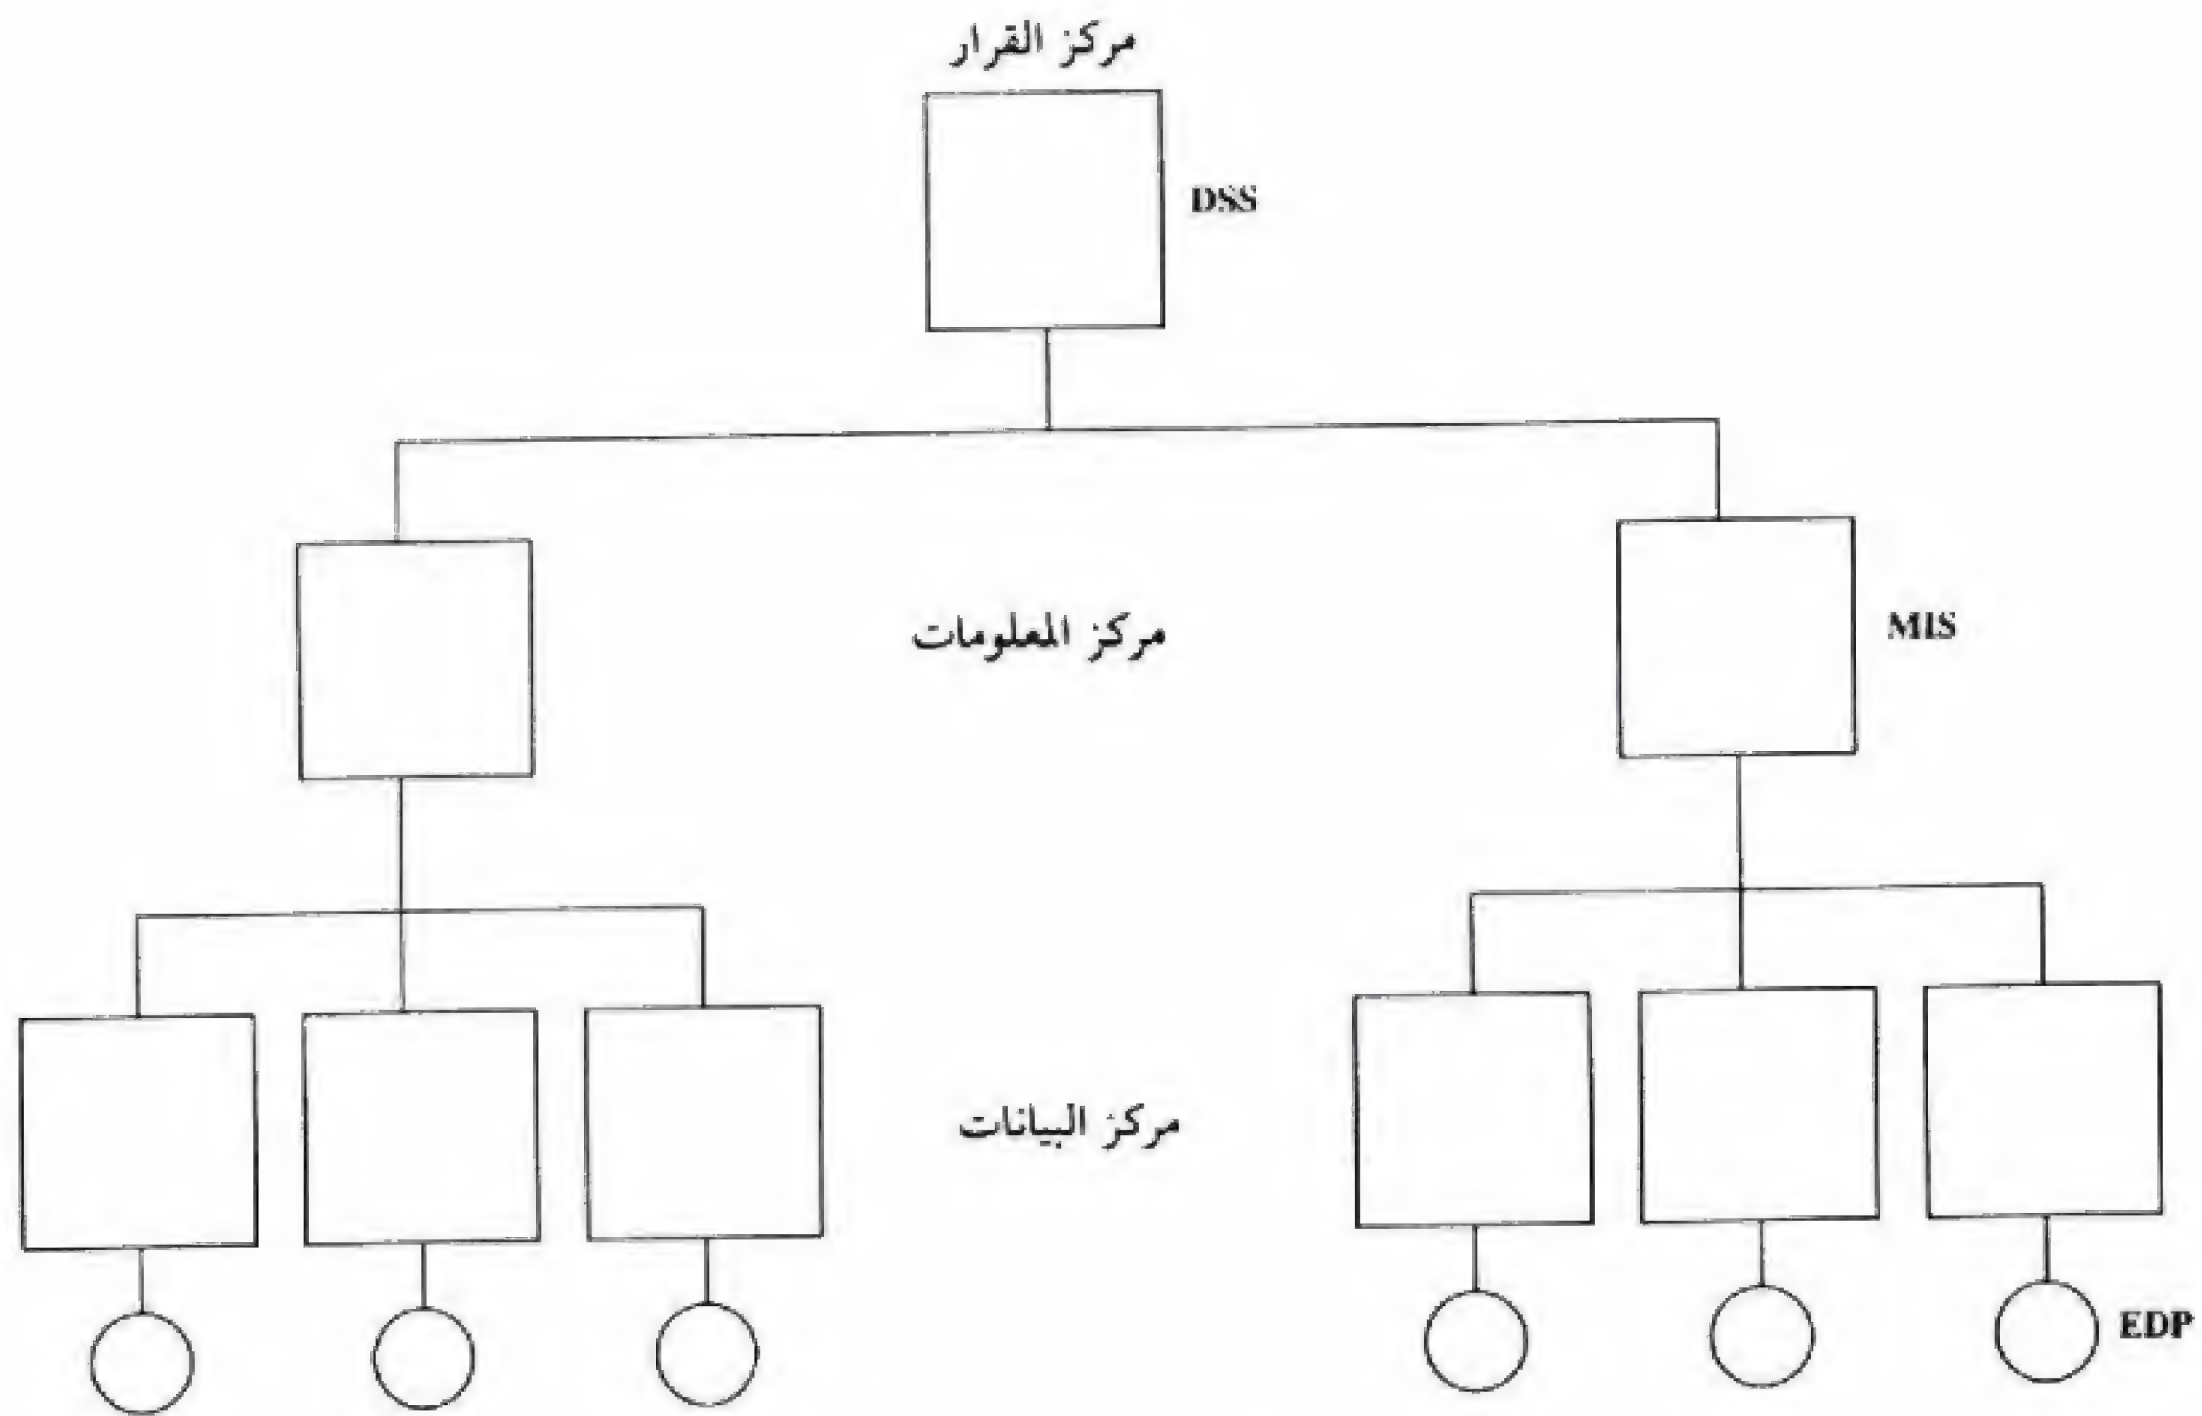 مركز القرار
DSS
مركز المعلومات
MIS
مركز البيانات
EDP